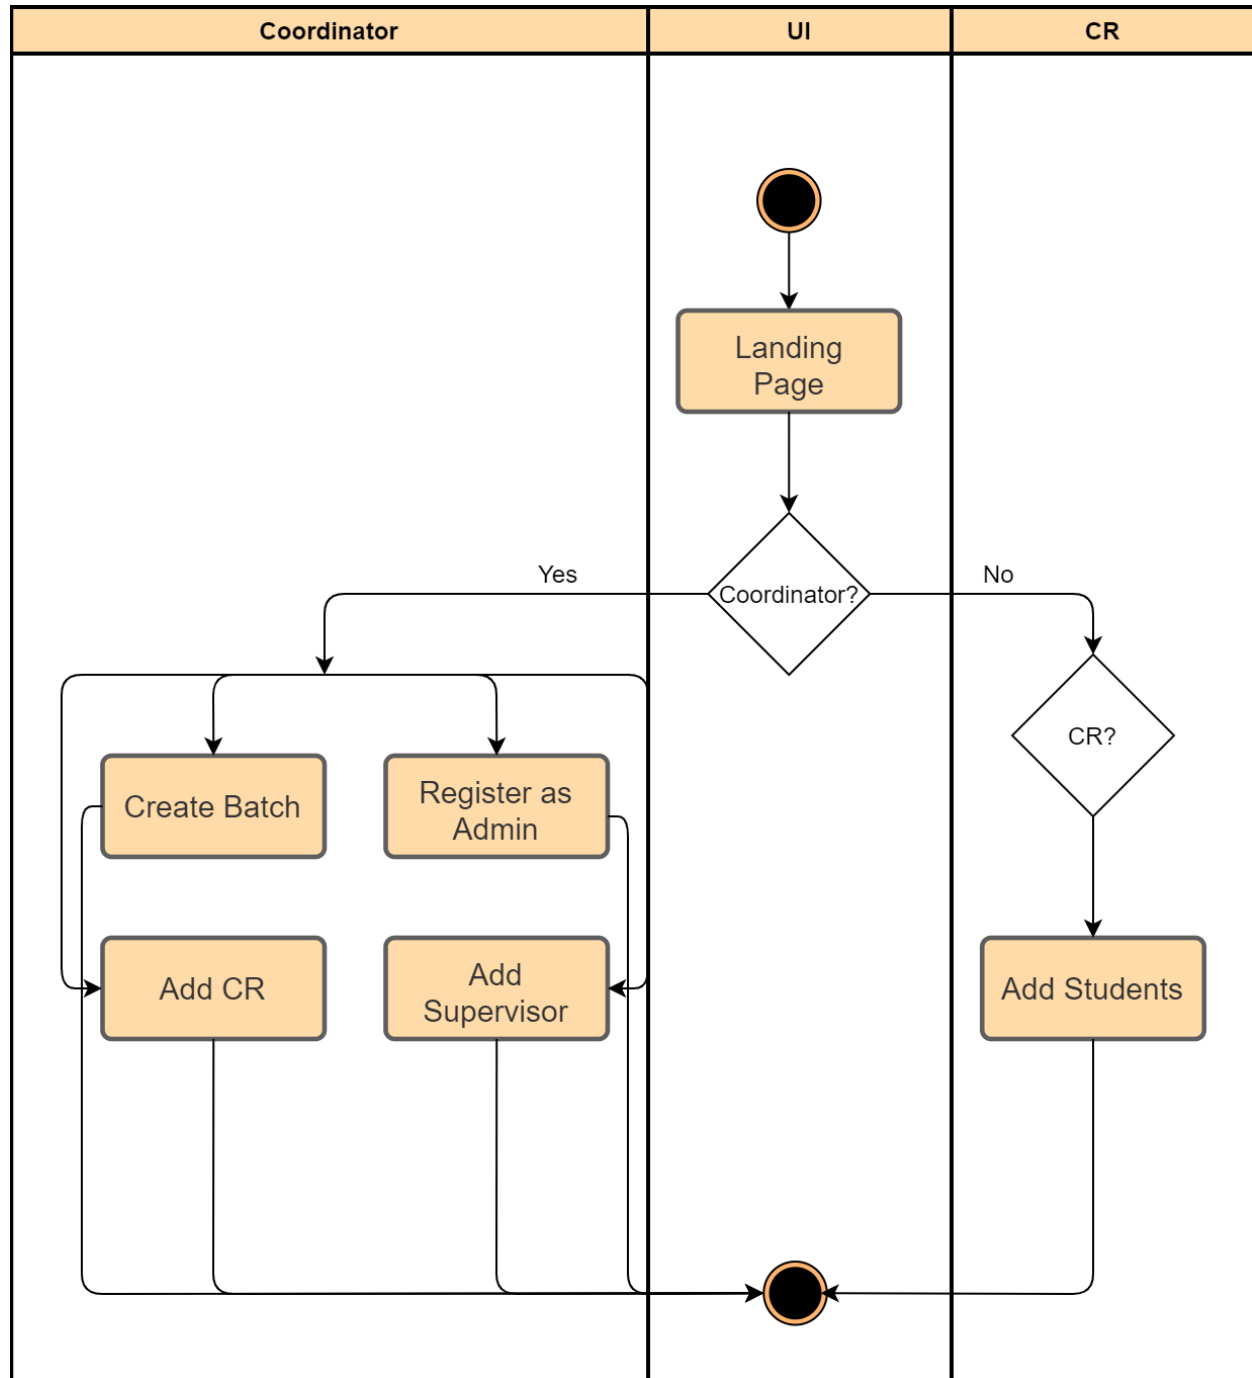 Coordinator
UI
CR
Landing
Page
Yes
Coordinator?
No
CR?
Create Batch
Register as
Admin
Add CR
Add
Supervisor
Add Students